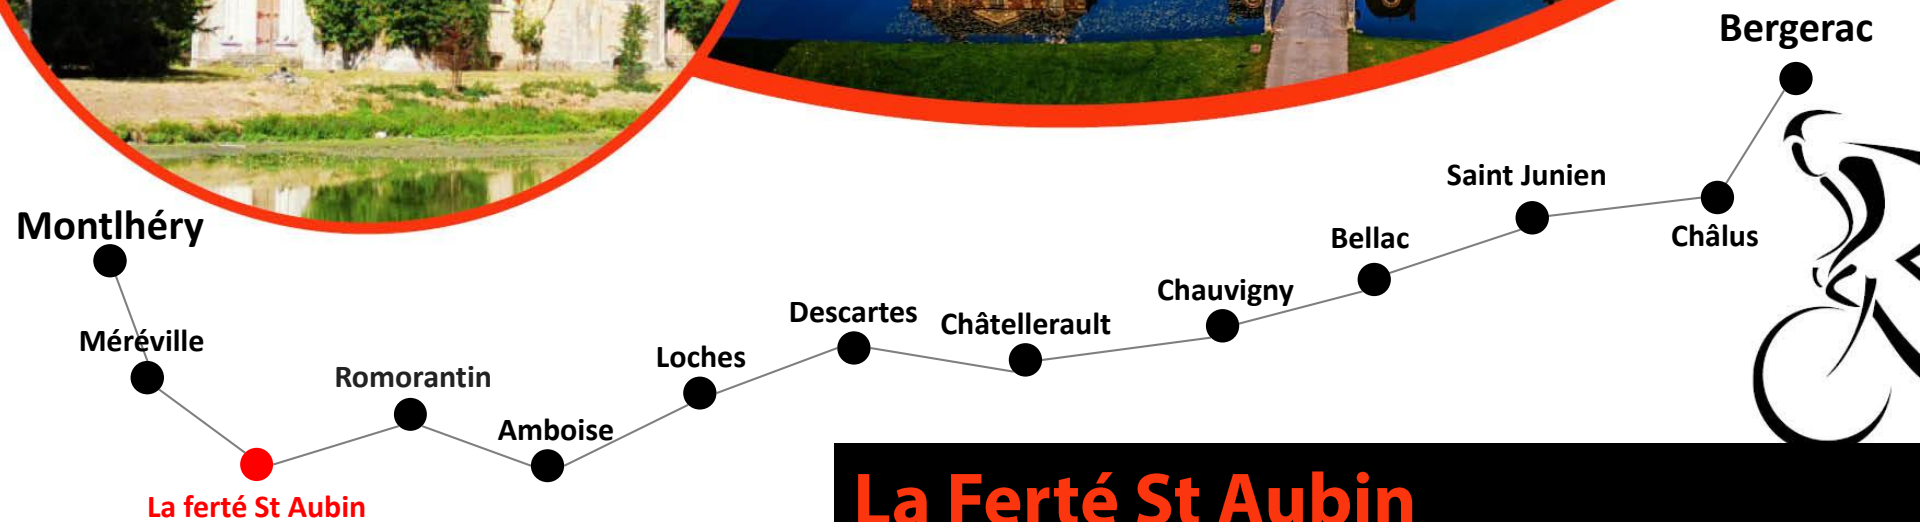 Bergerac
Saint Junien
Montlhéry
Châlus
Bellac
Chauvigny
Descartes
Châtellerault
Méréville
Loches
Romorantin
Amboise
La ferté St Aubin
La Ferté St Aubin